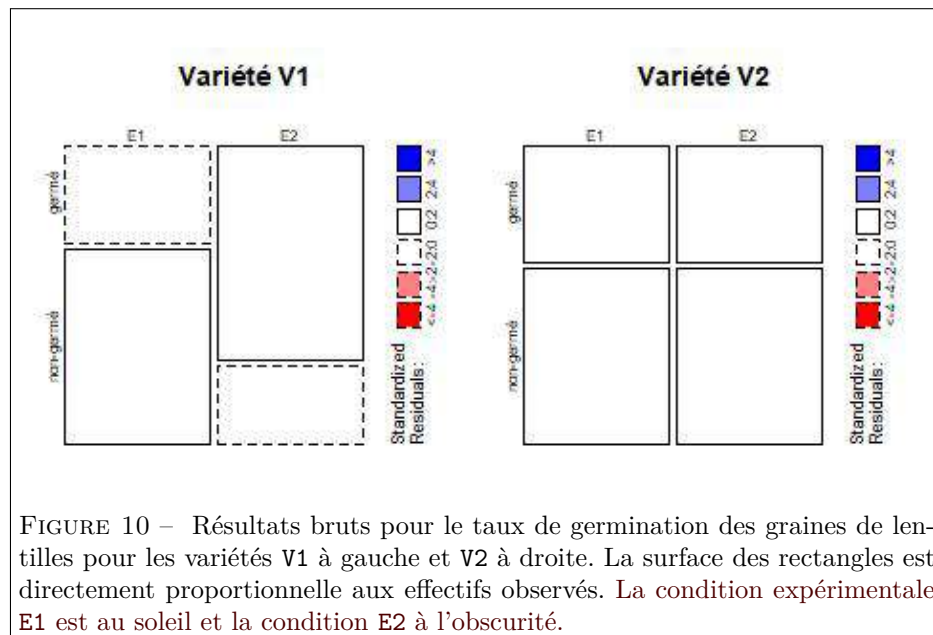 Variété V1
Variété V2
E1
E2
germé
non-germé
Standardized
Residuals:
<-4
-4:-2
-2:0
0:2
2:4
>4
E1
E2
germé
non-germé
Standardized
Residuals:
<-4
-4:-2
-2:0
0:2
2:4
>4
FIGURE 10 – Résultats bruts pour le taux de germination des graines de len-
tilles pour les variétés V1 à gauche et V2 à droite. La surface des rectangles est
directement proportionnelle aux effectifs observés. La condition expérimentale
E1 est au soleil et la condition E2 à l'obscurité.